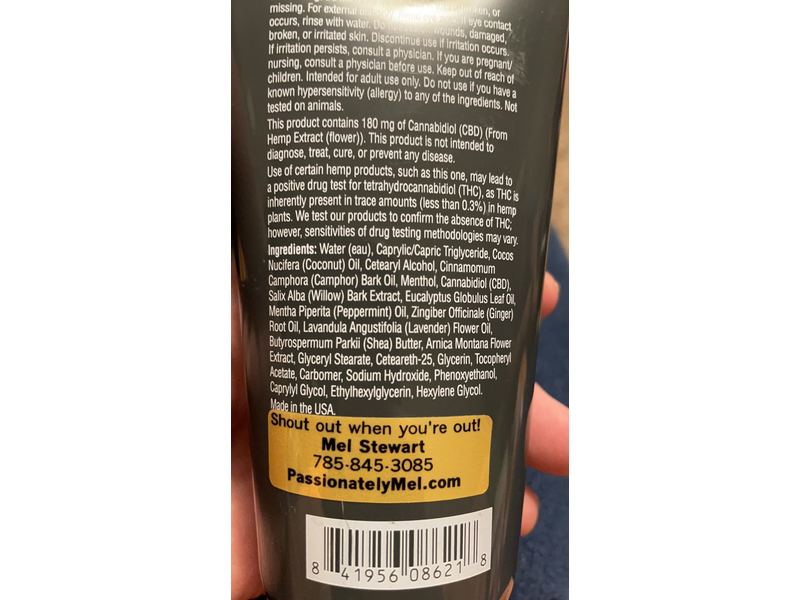 missing. For external
occurs, rinse with water. Do wounds, damaged,
broken, or irritated skin. Discontinue use if irritation occurs.
If irritation persists, consult a physician. If you are pregnant/
nursing, consult a physician before use. Keep out of reach of
children. Intended for adult use only. Do not use if you have a
known hypersensitivity (allergy) to any of the ingredients. Not
tested on animals.
This product contains 180 mg of Cannabidiol (CBD) (From
Hemp Extract (flower)). This product is not intended to
diagnose, treat, cure, or prevent any disease.
Use of certain hemp products, such as this one, may lead to
a positive drug test for tetrahydrocannabidiol (THC), as THC is
inherently present in trace amounts (less than 0.3%) in hemp
plants. We test our products to confirm the absence of THC;
however, sensitivities of drug testing methodologies may vary.
Ingredients: Water (eau), Caprylic/Capric Triglyceride, Cocos
Nucifera (Coconut) Oil, Cetearyl Alcohol, Cinnamomum
Camphora (Camphor) Bark Oil, Menthol, Cannabidiol (CBD),
Salix Alba (Willow) Bark Extract, Eucalyptus Globulus Leaf Oil,
Mentha Piperita (Peppermint) Oil, Zingiber Officinale (Ginger)
Root Oil, Lavandula Angustifolia (Lavender) Flower Oil,
Butyrospermum Parkii (Shea) Butter, Arnica Montana Flower
Extract, Glyceryl Stearate, Ceteareth-25, Glycerin, Tocopheryl
Acetate, Carbomer, Sodium Hydroxide, Phenoxyethanol,
Caprylyl Glycol, Ethylhexylglycerin, Hexylene Glycol.
Made in the USA.
Shout out when you're out!
Mel Stewart
785-845-3085
PassionatelyMel.com
8 41956 08621 8